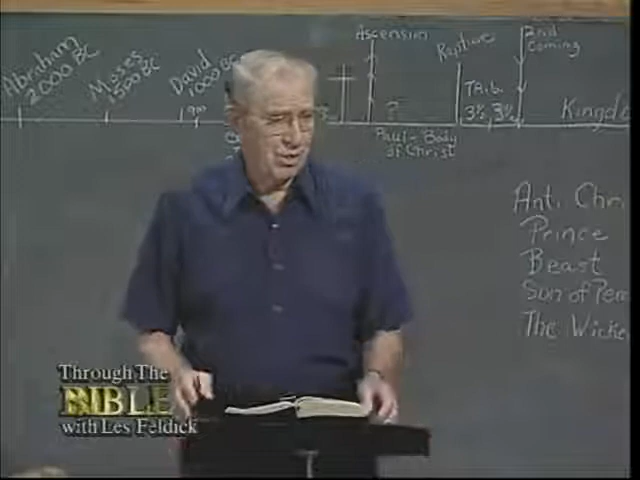 Abraham
2000 BC
Moses
1500 BC
David
1000 BC
Ascension
?
Paul - Body
of Christ
Rapture
Trib.
3½ 3½
2nd
Coming
Ant. Chri
Prince
Beast
Son of Per
The Wicke
Through The
BIBLE
with Les Feldick